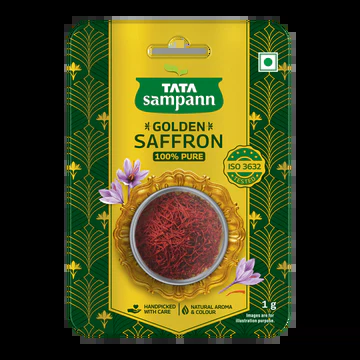 TATA
sampann
GOLDEN
SAFFRON
100% PURE
ISO 3632
HANDPICKED
WITH CARE
NATURAL AROMA
& COLOUR
1 g
Images are for
illustration purpose.